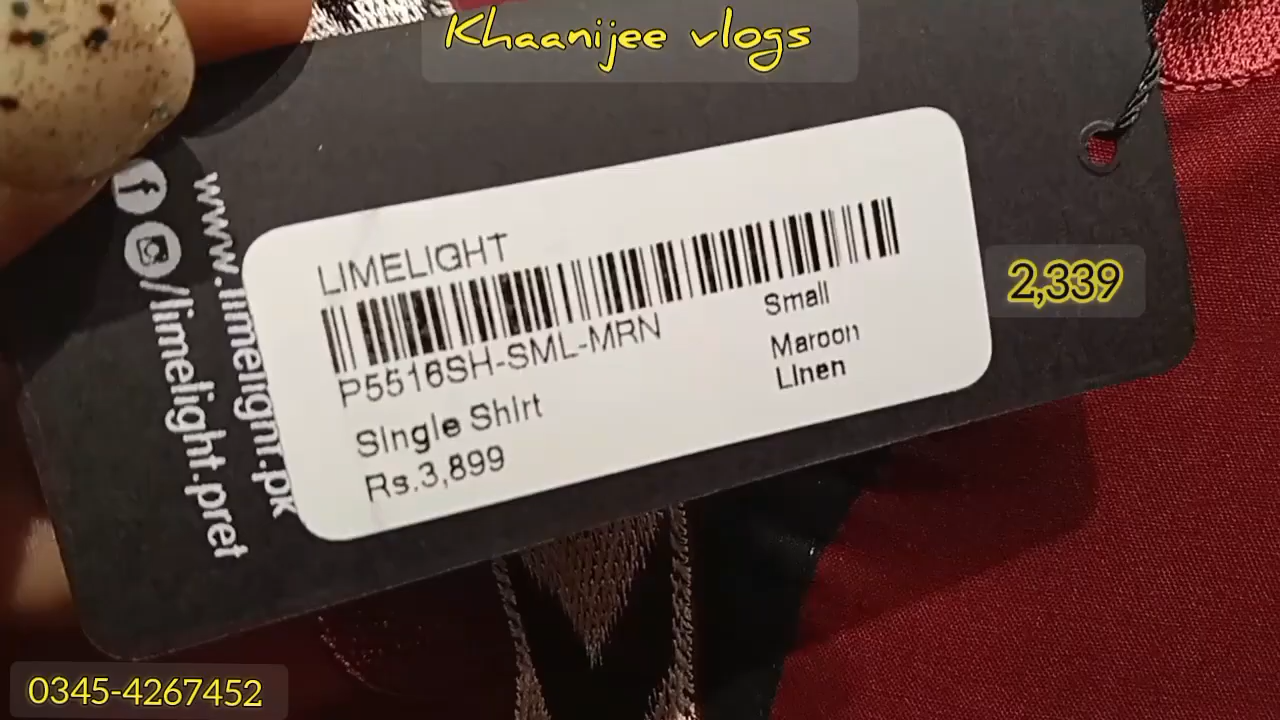 Khaanijee vlogs
LIMELIGHT
P5516SH-SML-MRN
Small
Single Shirt
Maroon
Linen
Rs.3,899
2,339
www.limelight.pk
/limelight.pret
0345-4267452